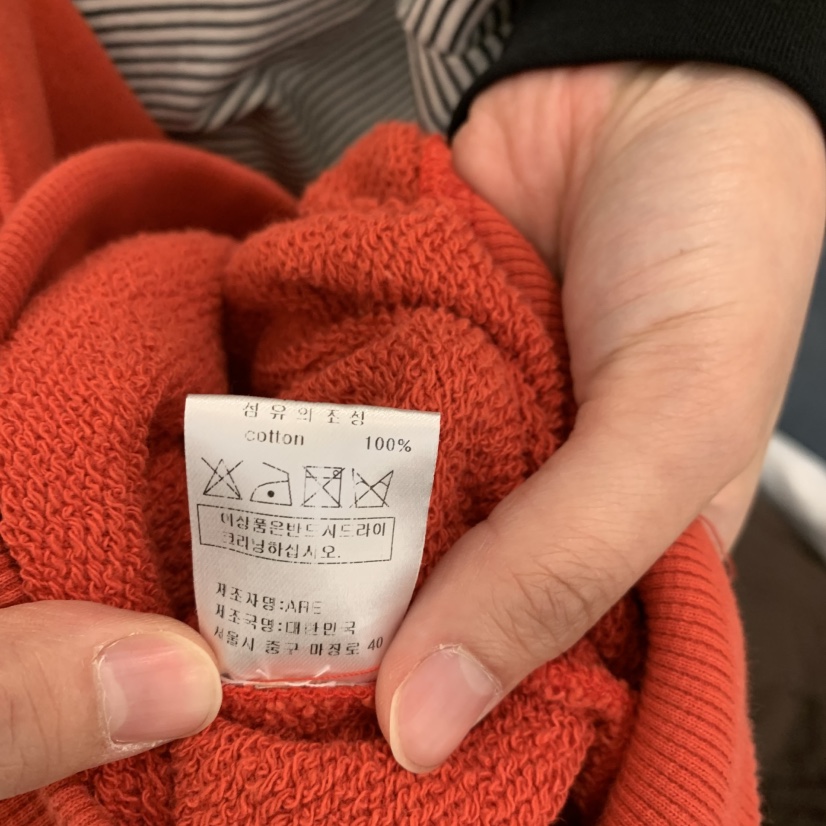 섬유의조성
cotton 100%
이상품은반드시드라이
크리닝하십시오.
제조자명:ARE
제조국명:대한민국
서울시 중구 마장로 40